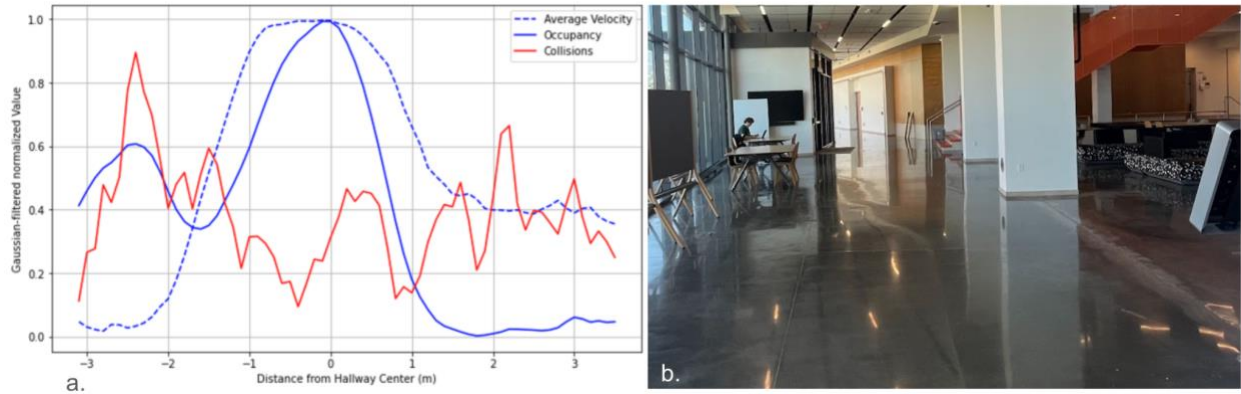 1.0
0.8
0.6
0.4
0.2
0.0
Gaussian-filtered normalized Value
Average Velocity
Occupancy
Collisions
−3
−2
−1
0
1
2
3
Distance from Hallway Center (m)
a.
b.